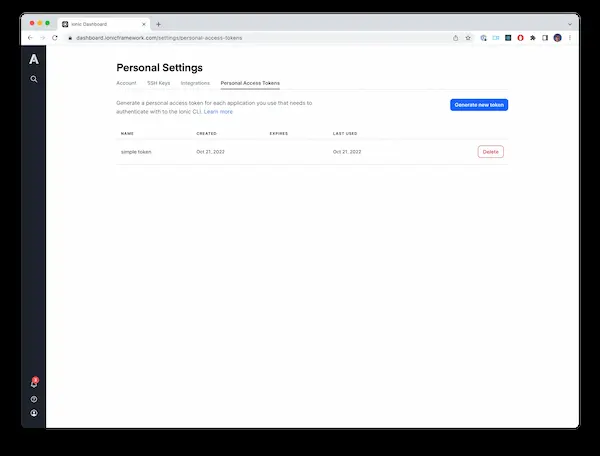 Ionic Dashboard
dashboard.ionicframework.com/settings/personal-access-tokens
A
Personal Settings
Account SSH Keys Integrations Personal Access Tokens
Generate a personal access token for each application you use that needs to
authenticate with to the Ionic CLI. Learn more
Generate new token
NAME CREATED EXPIRES LAST USED
simple token Oct 21, 2022 Oct 21, 2022 Delete